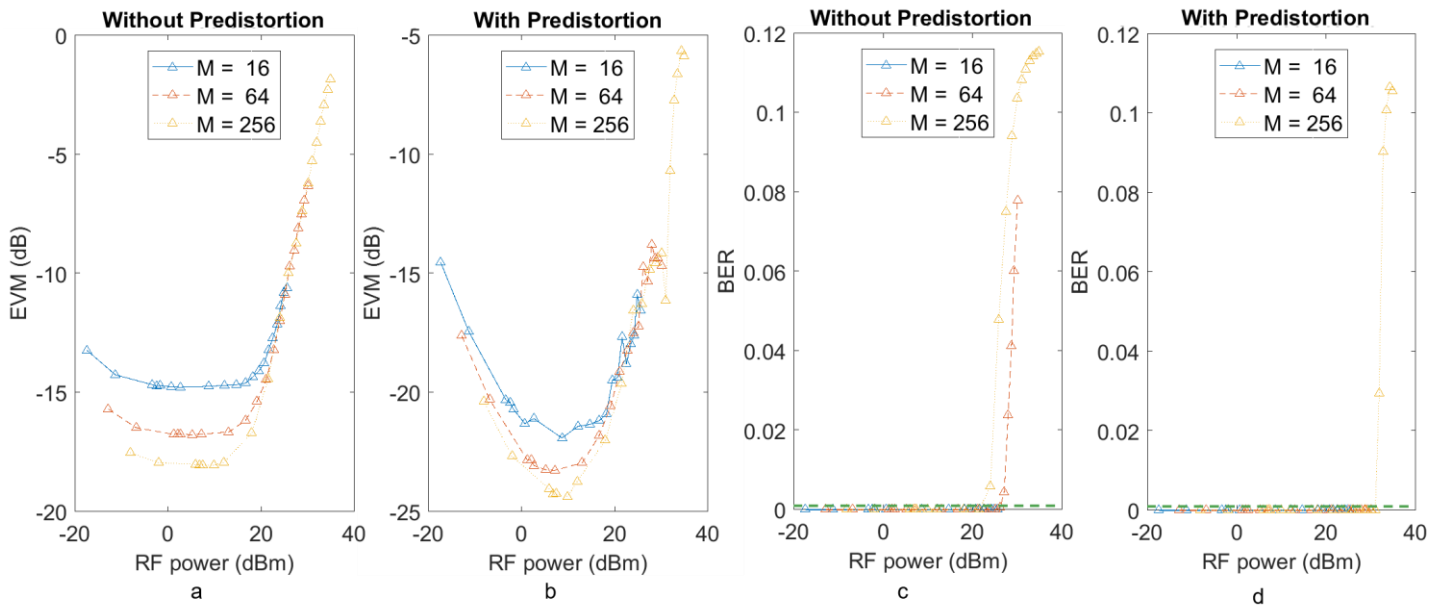 Without Predistortion
0
-5
-10
-15
-20
EVM (dB)
M = 16
M = 64
M = 256
-20 0 20 40
RF power (dBm)
a
With Predistortion
-5
-10
-15
-20
-25
EVM (dB)
M = 16
M = 64
M = 256
-20 0 20 40
RF power (dBm)
b
Without Predistortion
0.12
0.1
0.08
0.06
0.04
0.02
0
BER
M = 16
M = 64
M = 256
-20 0 20 40
RF power (dBm)
c
With Predistortion
0.12
0.1
0.08
0.06
0.04
0.02
0
BER
M = 16
M = 64
M = 256
-20 0 20 40
RF power (dBm)
d